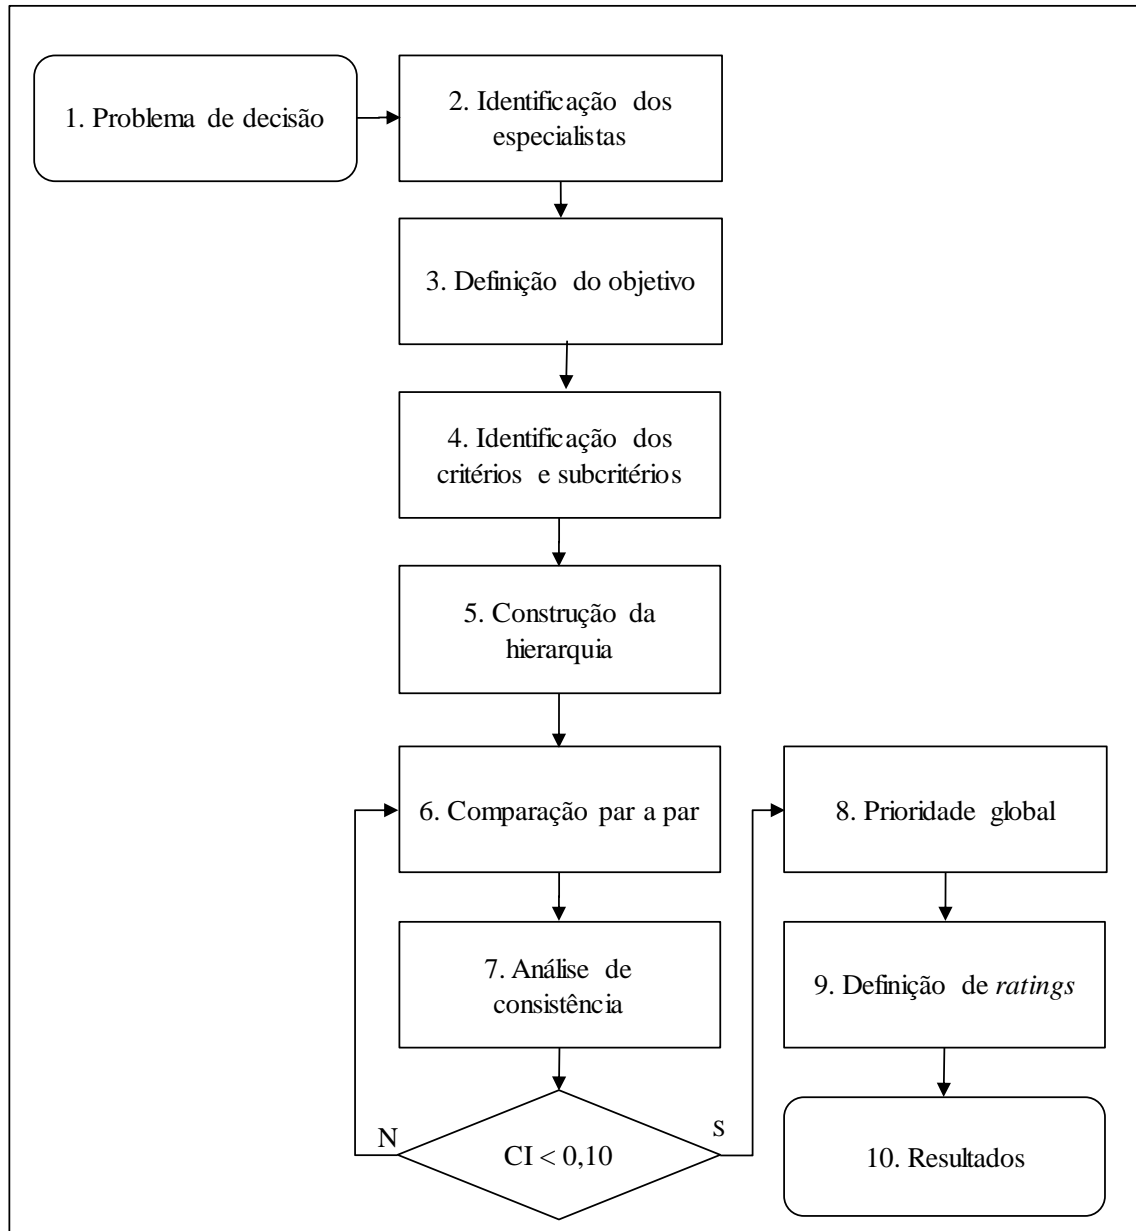 1. Problema de decisão
2. Identificação dos
especialistas
3. Definição do objetivo
4. Identificação dos
critérios e subcritérios
5. Construção da
hierarquia
6. Comparação par a par
7. Análise de
consistência
N
CI < 0,10
S
8. Prioridade global
9. Definição de ratings
10. Resultados